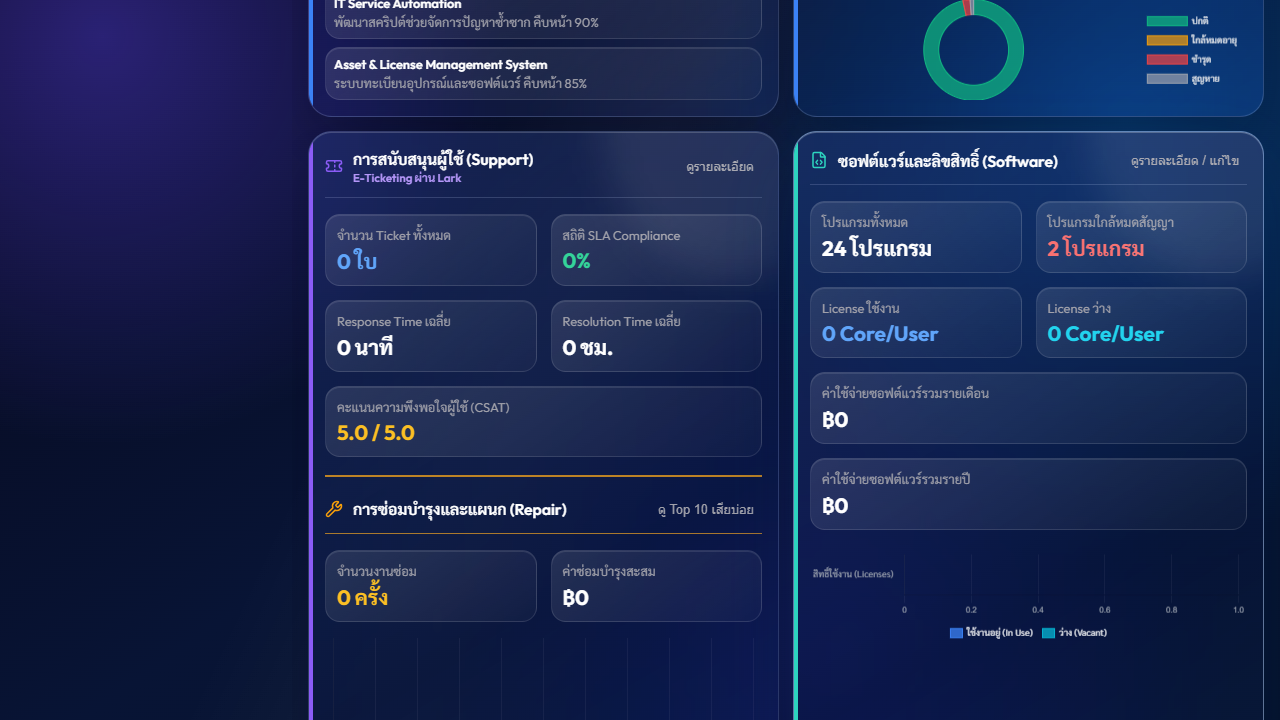 IT Service Automation
พัฒนาสคริปต์ช่วยจัดการปัญหาซ้ำซาก คืบหน้า 90%
Asset & License Management System
ระบบทะเบียนอุปกรณ์และซอฟต์แวร์ คืบหน้า 85%
ปกติ
ใกล้หมดอายุ
ชำรุด
สูญหาย
การสนับสนุนผู้ใช้ (Support)
E-Ticketing ผ่าน Lark
ดูรายละเอียด
จำนวน Ticket ทั้งหมด
0 ใบ
สถิติ SLA Compliance
0%
Response Time เฉลี่ย
0 นาที
Resolution Time เฉลี่ย
0 ชม.
คะแนนความพึงพอใจผู้ใช้ (CSAT)
5.0 / 5.0
การซ่อมบำรุงและแผนก (Repair)
ดู Top 10 เสียบ่อย
จำนวนงานซ่อม
0 ครั้ง
ค่าซ่อมบำรุงสะสม
฿0
ซอฟต์แวร์และลิขสิทธิ์ (Software)
ดูรายละเอียด / แก้ไข
โปรแกรมทั้งหมด
24 โปรแกรม
โปรแกรมใกล้หมดสัญญา
2 โปรแกรม
License ใช้งาน
0 Core/User
License ว่าง
0 Core/User
ค่าใช้จ่ายซอฟต์แวร์รวมรายเดือน
฿0
ค่าใช้จ่ายซอฟต์แวร์รวมรายปี
฿0
สิทธิ์ใช้งาน (Licenses)
0 0.2 0.4 0.6 0.8 1.0
ใช้งานอยู่ (In Use) ว่าง (Vacant)